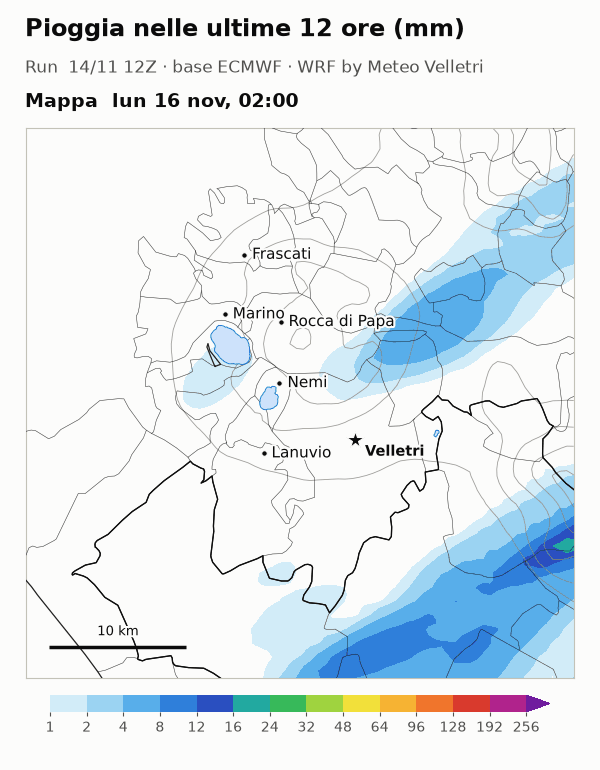 Pioggia nelle ultime 12 ore (mm)
Run  14/11 12Z · base ECMWF · WRF by Meteo Velletri
Mappa  lun 16 nov, 02:00
Frascati
Marino
Rocca di Papa
Nemi
Velletri
Lanuvio
10 km
1 2 4 8 12 16 24 32 48 64 96 128 192 256